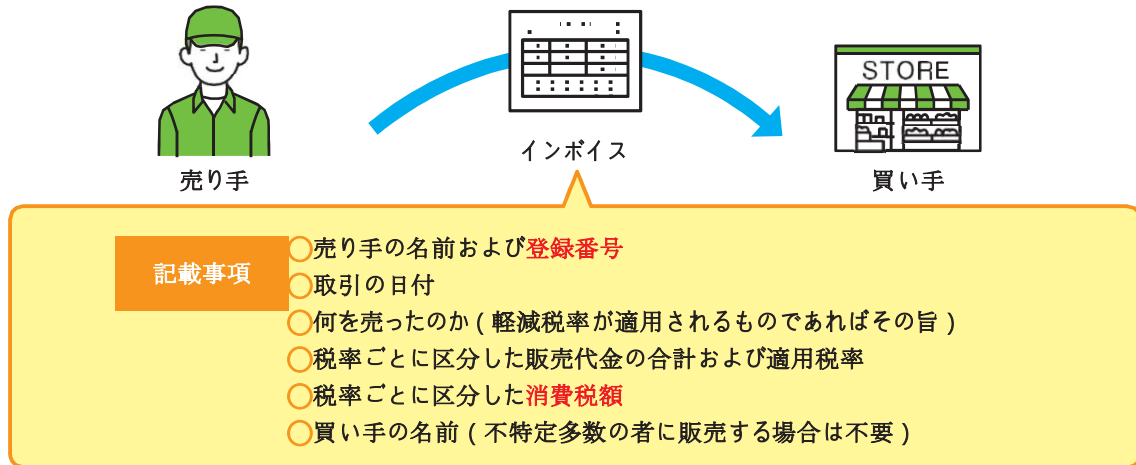 STORE
インボイス
売り手
買い手
記載事項
○売り手の名前および登録番号
○取引の日付
○何を売ったのか ( 軽減税率が適用されるものであればその旨 )
○税率ごとに区分した販売代金の合計および適用税率
○税率ごとに区分した消費税額
○買い手の名前 ( 不特定多数の者に販売する場合は不要 )